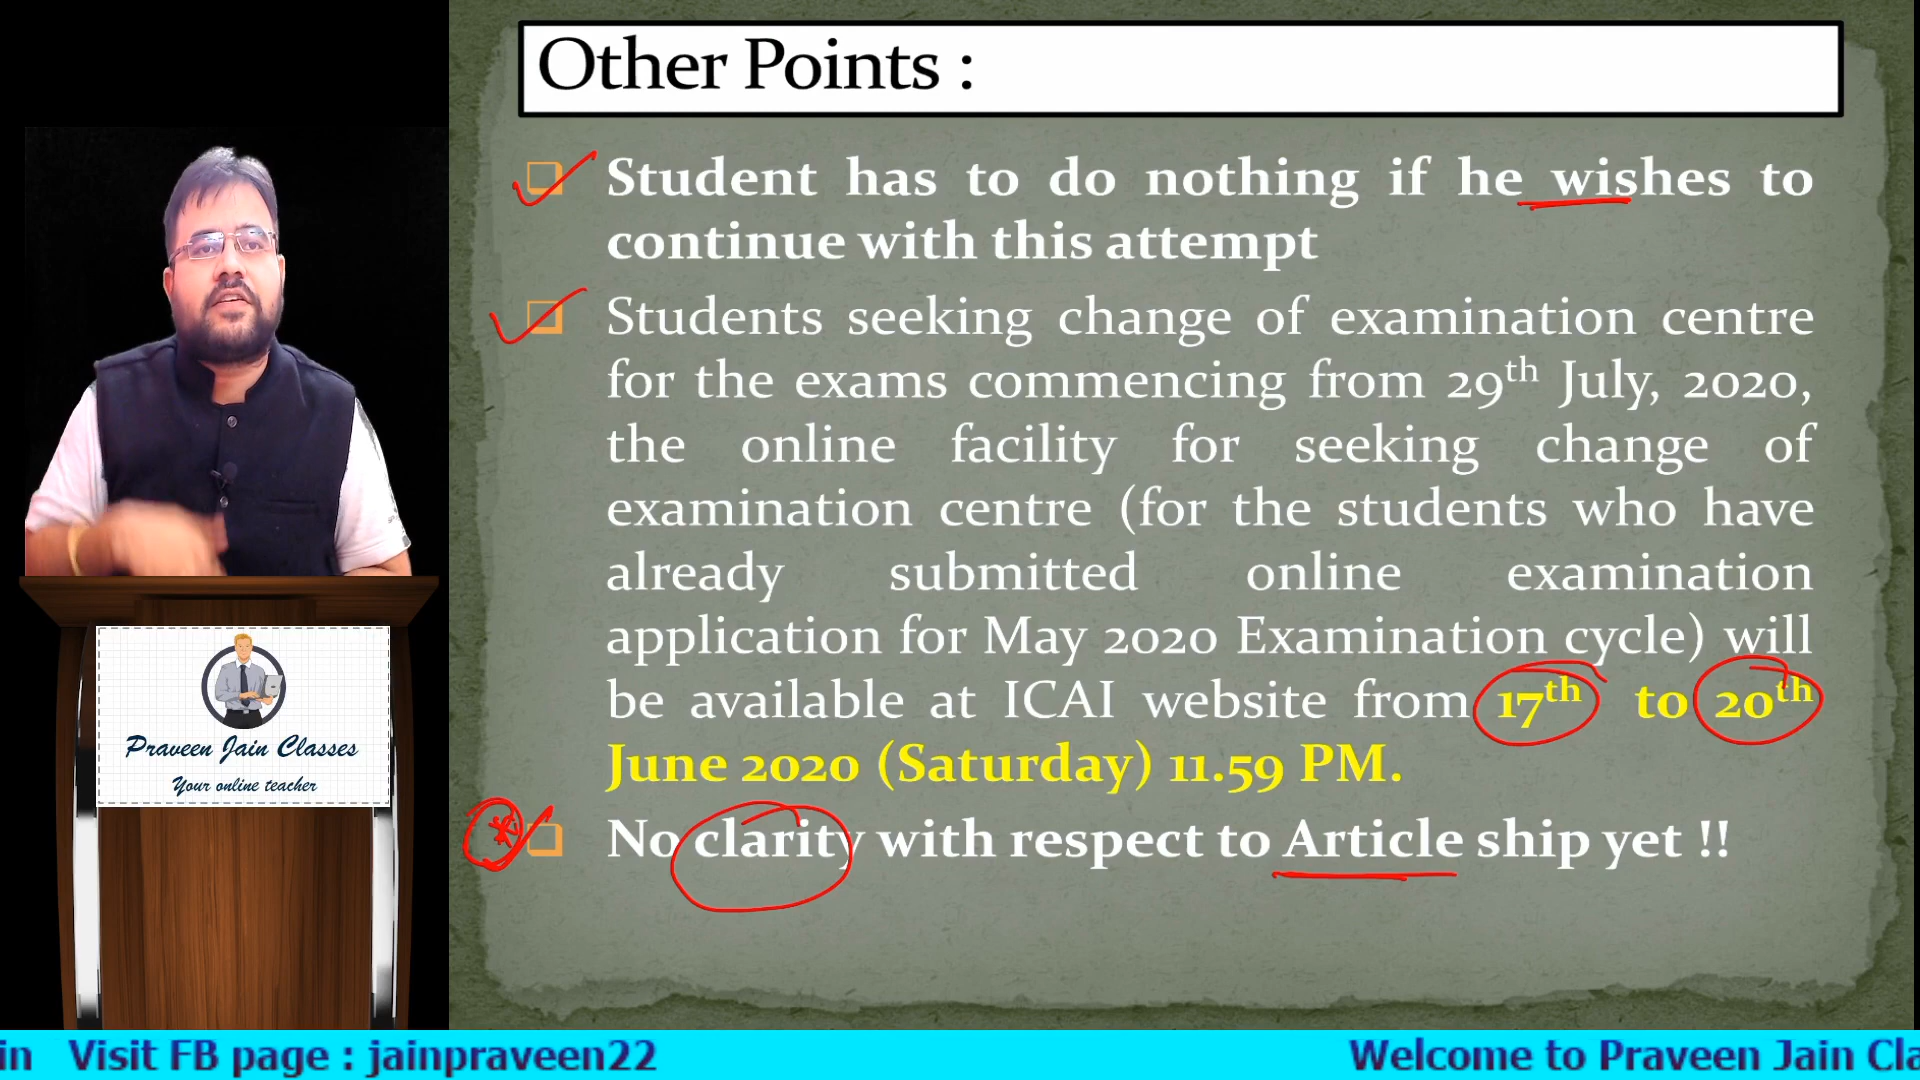 Other Points :
Student has to do nothing if he wishes to
continue with this attempt
Students seeking change of examination centre
for the exams commencing from 29th July, 2020,
the online facility for seeking change of
examination centre (for the students who have
already submitted online examination
application for May 2020 Examination cycle) will
be available at ICAI website from 17th to 20th
June 2020 (Saturday) 11.59 PM.
No clarity with respect to Article ship yet !!
Praveen Jain Classes
Your online teacher
in Visit FB page : jainpraveen22 Welcome to Praveen Jain Cla